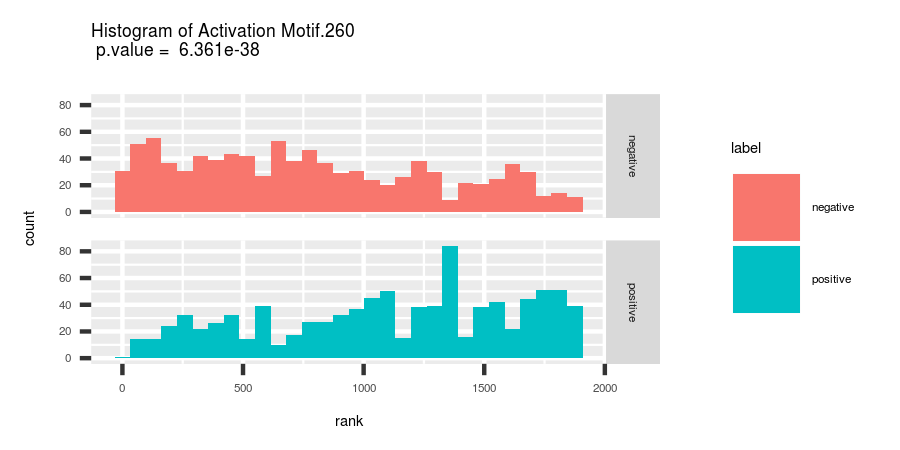 Histogram of Activation Motif.260
p.value = 6.361e-38
count
80
60
40
20
0
negative
80
60
40
20
0
positive
0 500 1000 1500 2000
rank
label
negative
positive